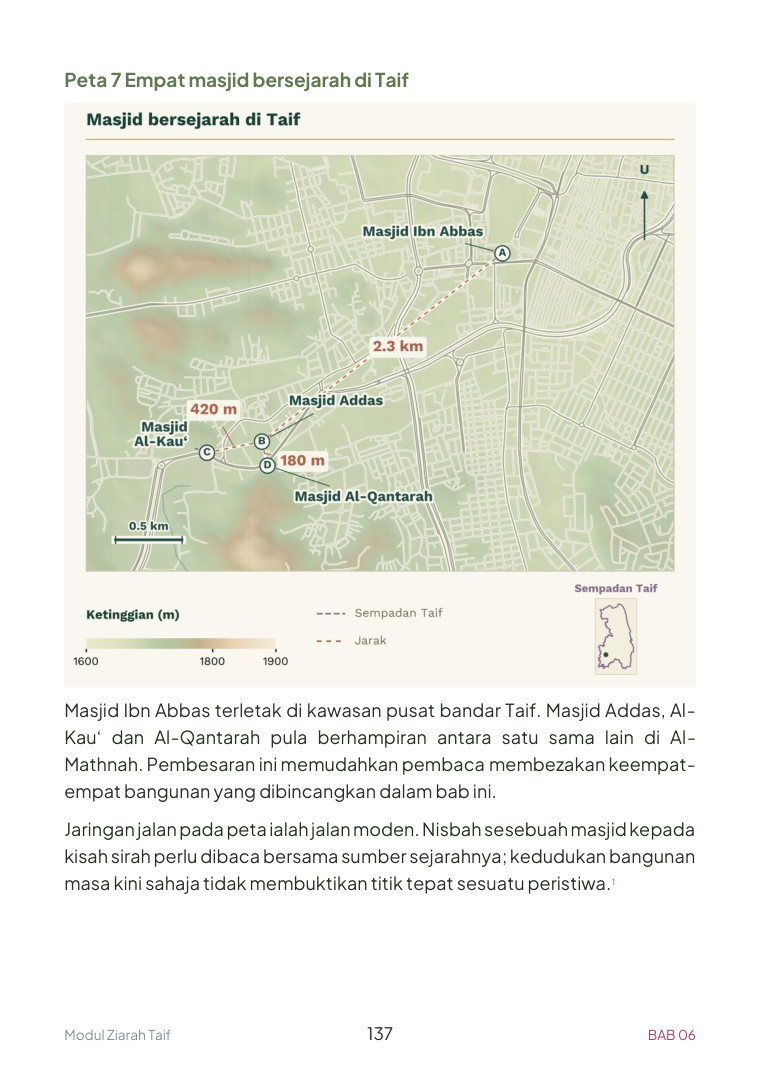 Peta 7 Empat masjid bersejarah di Taif
Masjid bersejarah di Taif
U
Masjid Ibn Abbas
A
2.3 km
Masjid Addas
420 m
Masjid
Al-Kau‘
B
C
D
180 m
Masjid Al-Qantarah
0.5 km
Sempadan Taif
Ketinggian (m)
Sempadan Taif
Jarak
1600
1800
1900
Masjid Ibn Abbas terletak di kawasan pusat bandar Taif. Masjid Addas, Al-
Kau‘ dan Al-Qantarah pula berhampiran antara satu sama lain di Al-
Mathnah. Pembesaran ini memudahkan pembaca membezakan keempat-
empat bangunan yang dibincangkan dalam bab ini.
Jaringan jalan pada peta ialah jalan moden. Nisbah sesebuah masjid kepada
kisah sirah perlu dibaca bersama sumber sejarahnya; kedudukan bangunan
masa kini sahaja tidak membuktikan titik tepat sesuatu peristiwa.1
Modul Ziarah Taif
137
BAB 06